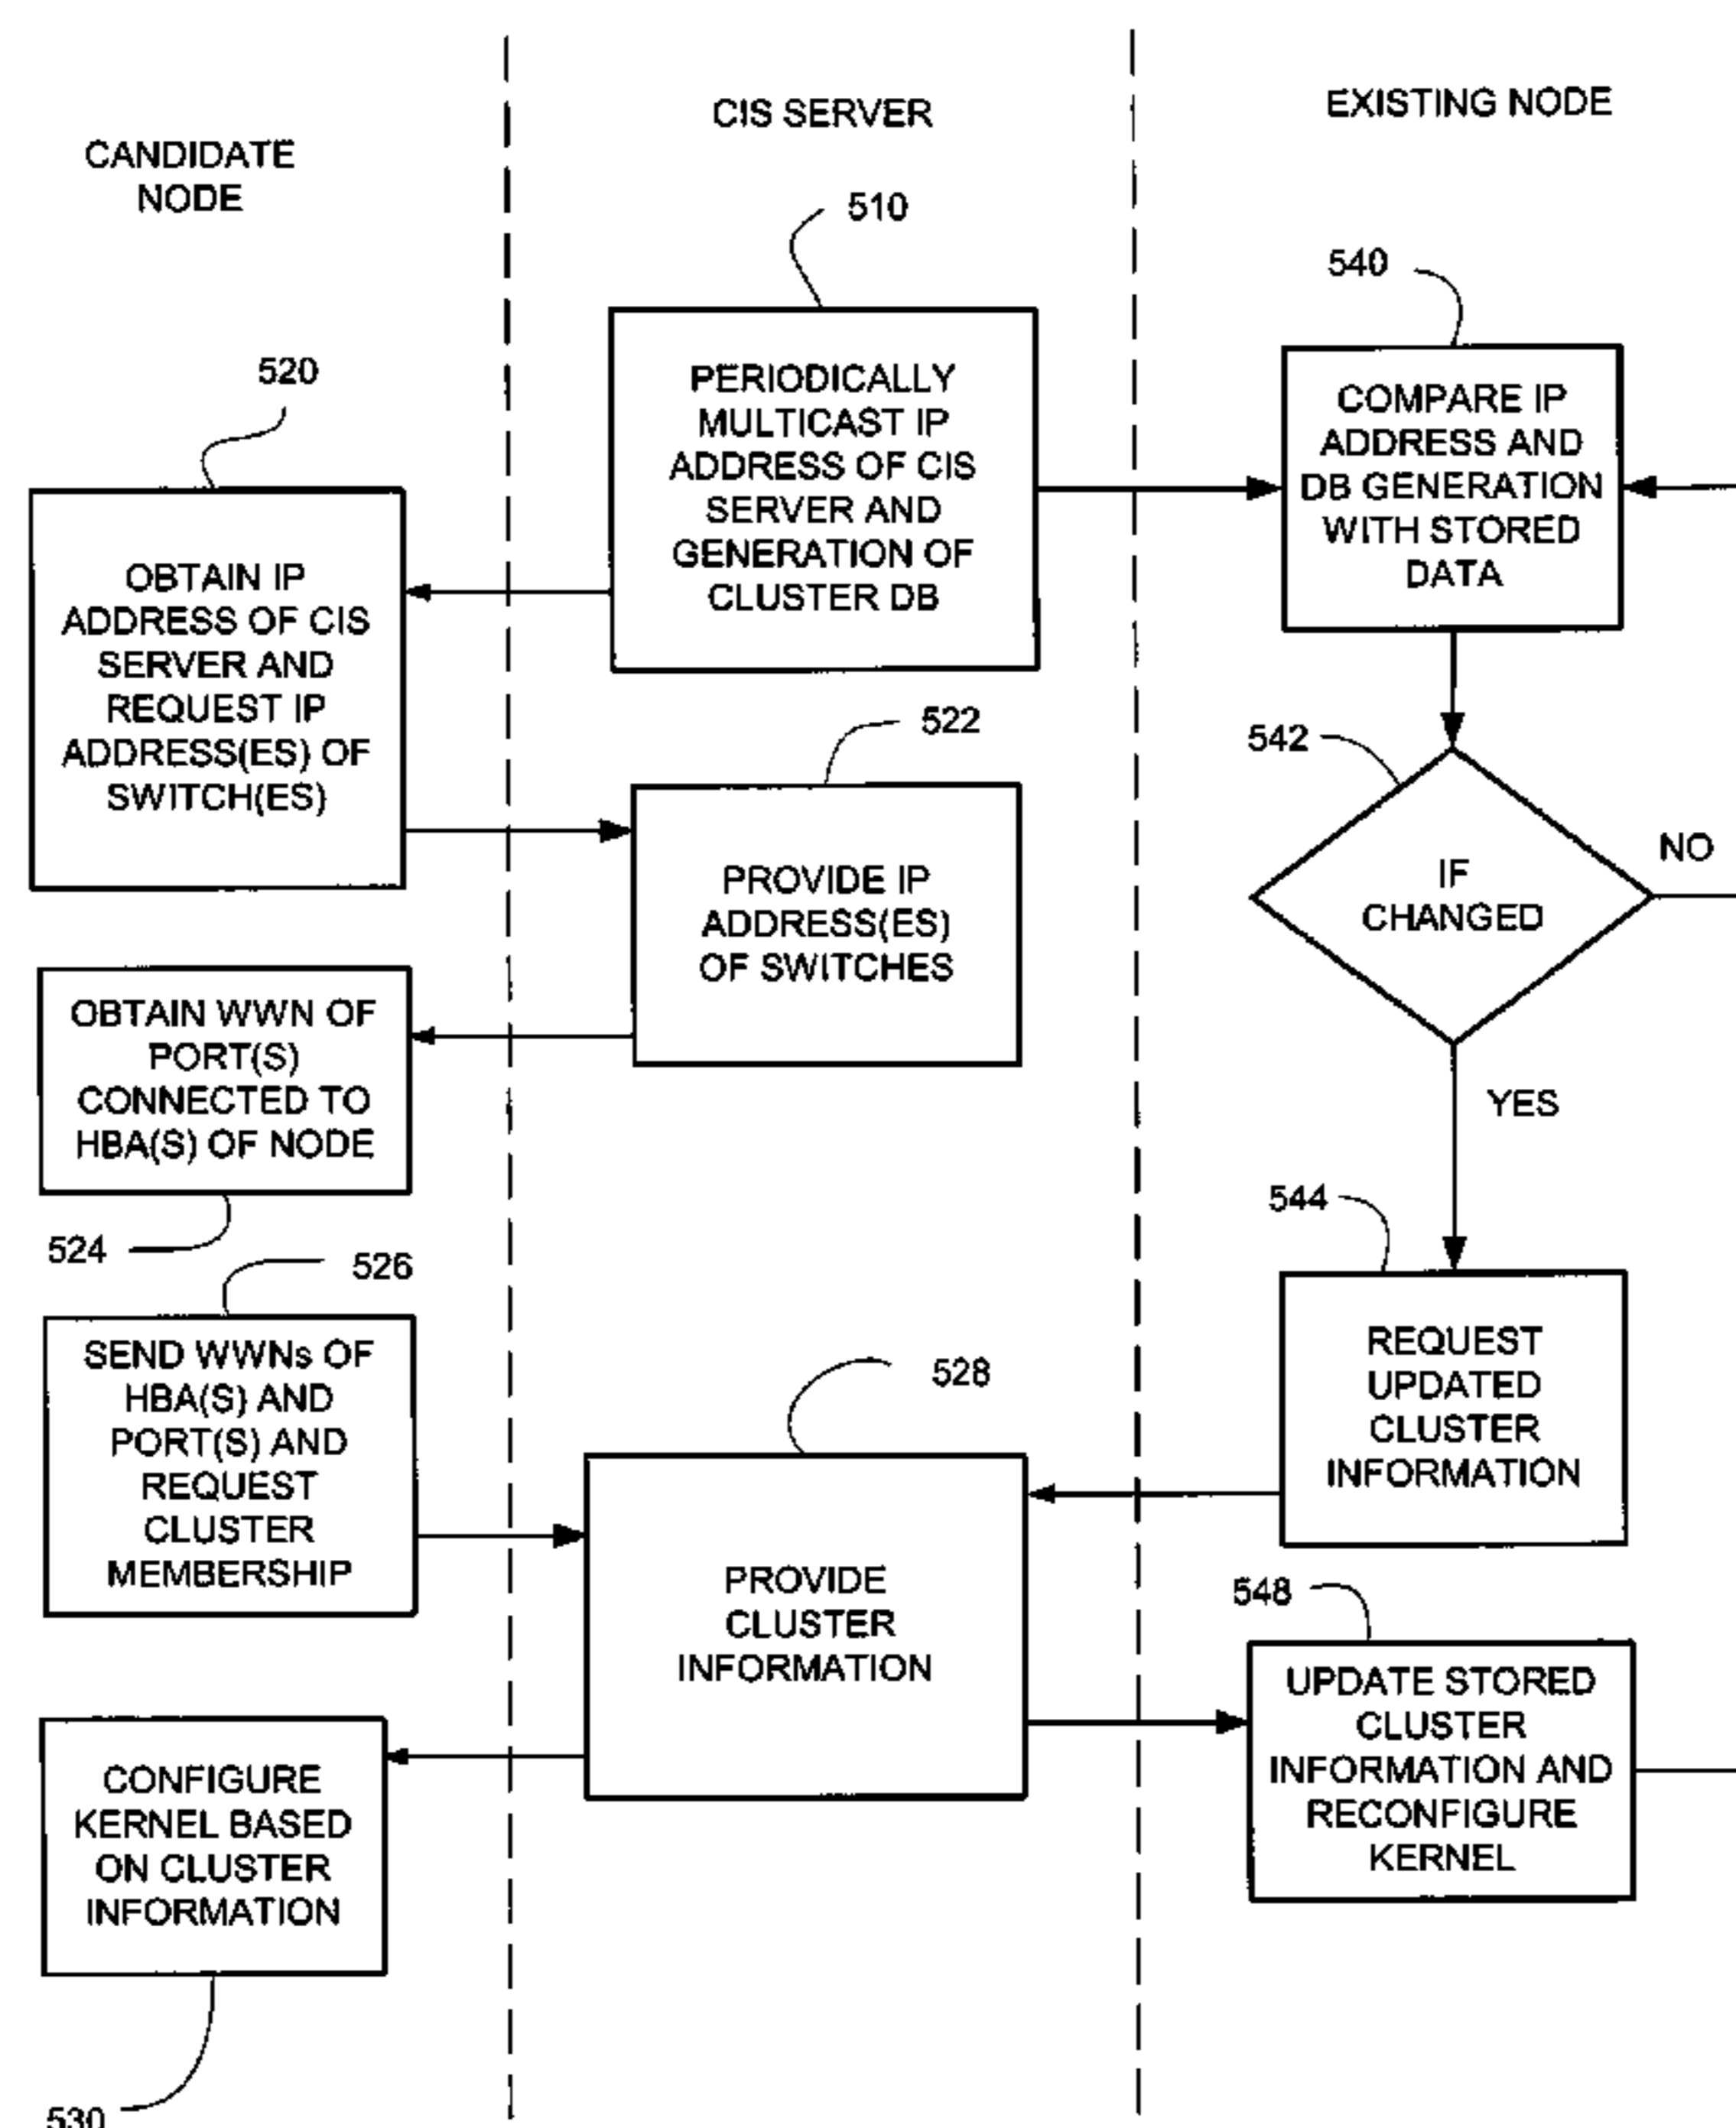 CANDIDATE
NODE
CIS SERVER
EXISTING NODE
510
540
520
PERIODICALLY
MULTICAST IP
ADDRESS OF CIS
SERVER AND
GENERATION OF
CLUSTER DB
COMPARE IP
ADDRESS AND
DB GENERATION
WITH STORED
DATA
OBTAIN IP
ADDRESS OF CIS
SERVER AND
REQUEST IP
ADDRESS(ES) OF
SWITCH(ES)
522
542
PROVIDE IP
ADDRESS(ES)
OF SWITCHES
IF
CHANGED
NO
YES
OBTAIN WWN OF
PORT(S)
CONNECTED TO
HBA(S) OF NODE
524
526
544
SEND WWNs OF
HBA(S) AND
PORT(S) AND
REQUEST
CLUSTER
MEMBERSHIP
528
REQUEST
UPDATED
CLUSTER
INFORMATION
PROVIDE
CLUSTER
INFORMATION
548
UPDATE STORED
CLUSTER
INFORMATION AND
RECONFIGURE
KERNEL
CONFIGURE
KERNEL BASED
ON CLUSTER
INFORMATION
530